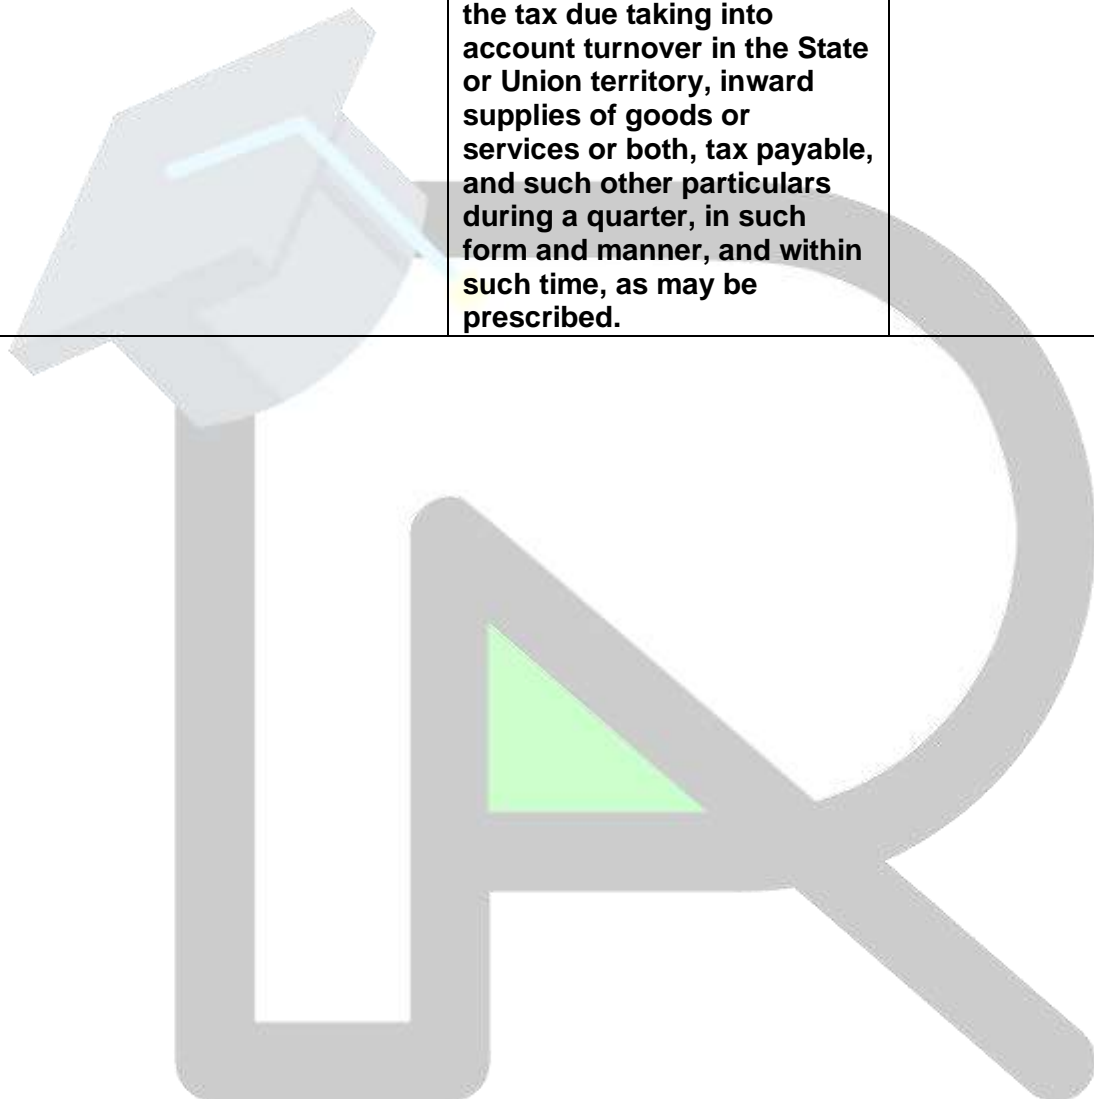 the tax due taking into
account turnover in the State
or Union territory, inward
supplies of goods or
services or both, tax payable,
and such other particulars
during a quarter, in such
form and manner, and within
such time, as may be
prescribed.